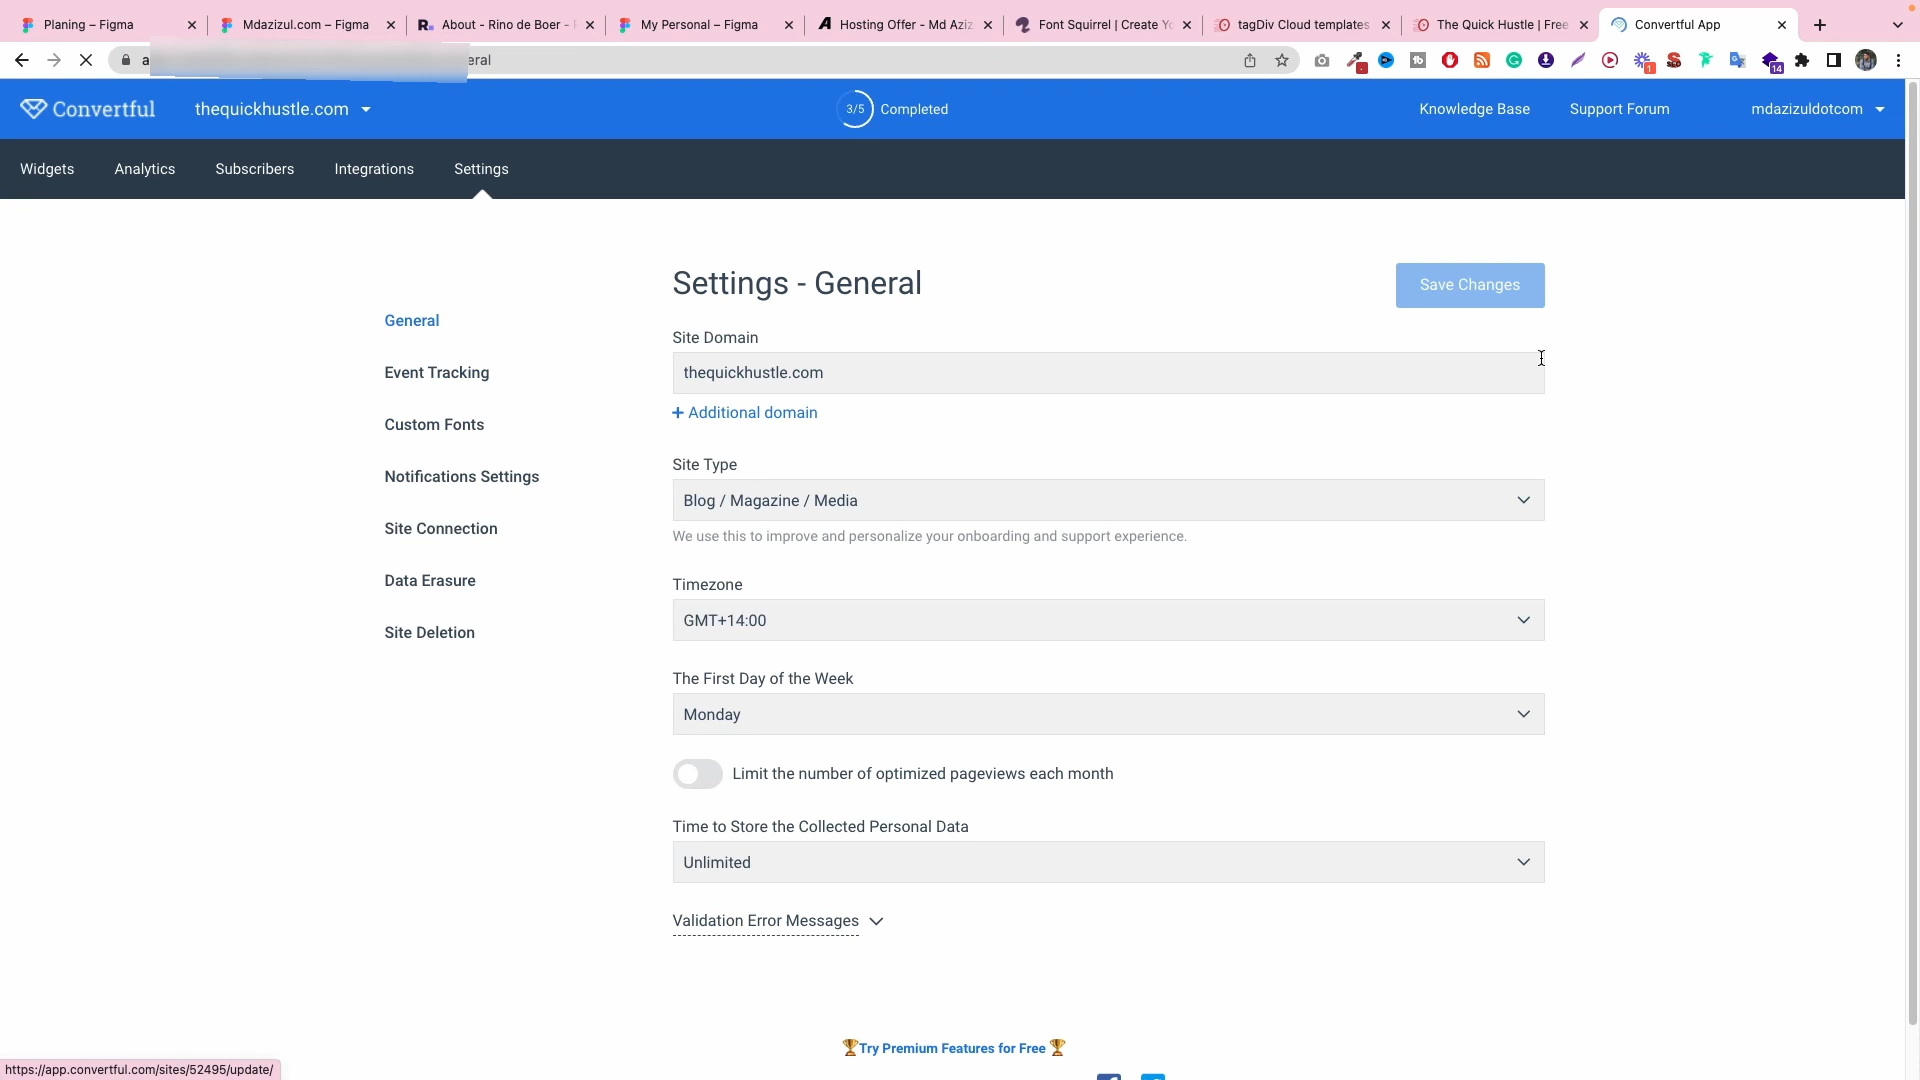 Planing – Figma
Mdazizul.com – Figma
About - Rino de Boer -
My Personal – Figma
Hosting Offer - Md Aziz
Font Squirrel | Create Yo
tagDiv Cloud templates
The Quick Hustle | Free
Convertful App
eral
Convertful
thequickhustle.com
3/5 Completed
Knowledge Base
Support Forum
mdazizuldotcom
Widgets
Analytics
Subscribers
Integrations
Settings
General
Event Tracking
Custom Fonts
Notifications Settings
Site Connection
Data Erasure
Site Deletion
Settings - General
Save Changes
Site Domain
thequickhustle.com
+ Additional domain
Site Type
Blog / Magazine / Media
We use this to improve and personalize your onboarding and support experience.
Timezone
GMT+14:00
The First Day of the Week
Monday
Limit the number of optimized pageviews each month
Time to Store the Collected Personal Data
Unlimited
Validation Error Messages
🏆Try Premium Features for Free 🏆
https://app.convertful.com/sites/52495/update/